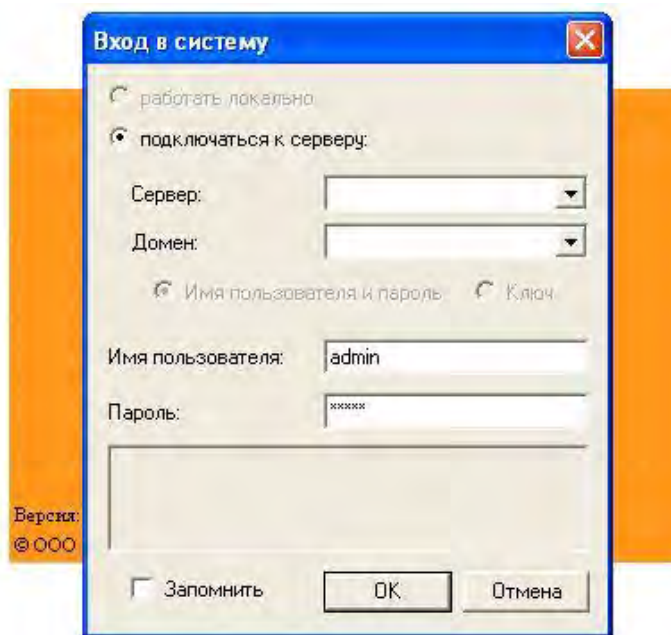 Вход в систему
работать локально
подключаться к серверу:
Сервер:
Домен:
Имя пользователя и пароль Ключ
Имя пользователя: admin
Пароль: *****
Версия:
© ООО
Запомнить OK Отмена